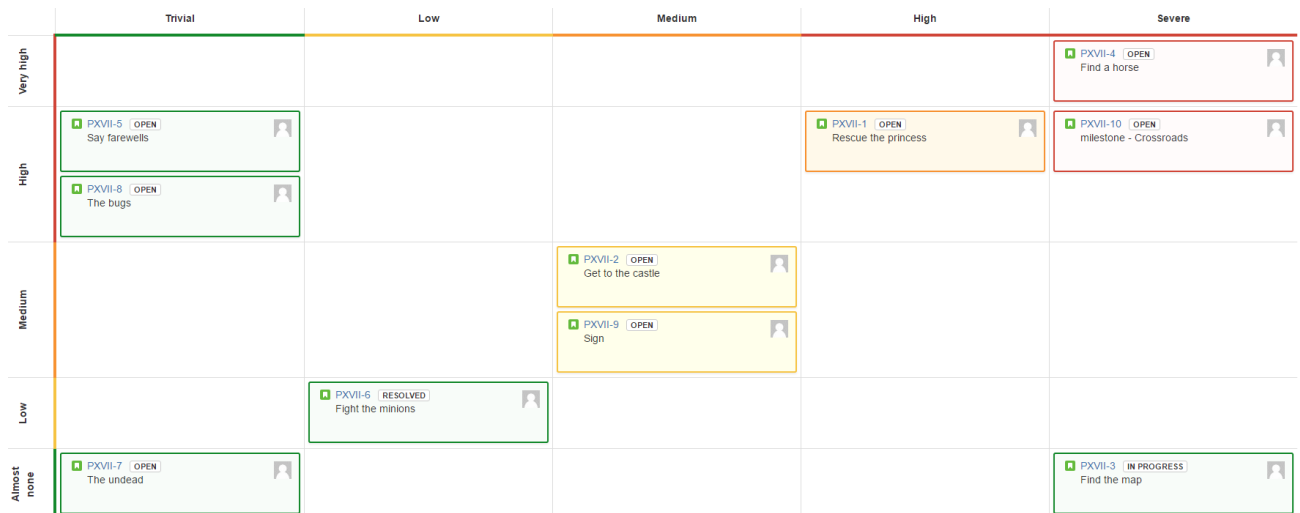 Trivial Low Medium High Severe
Very high
PXVII-4 OPEN
Find a horse
High
PXVII-5 OPEN
Say farewells
PXVII-8 OPEN
The bugs
PXVII-1 OPEN
Rescue the princess
PXVII-10 OPEN
milestone - Crossroads
Medium
PXVII-2 OPEN
Get to the castle
PXVII-9 OPEN
Sign
Low
PXVII-6 RESOLVED
Fight the minions
Almost
none
PXVII-7 OPEN
The undead
PXVII-3 IN PROGRESS
Find the map